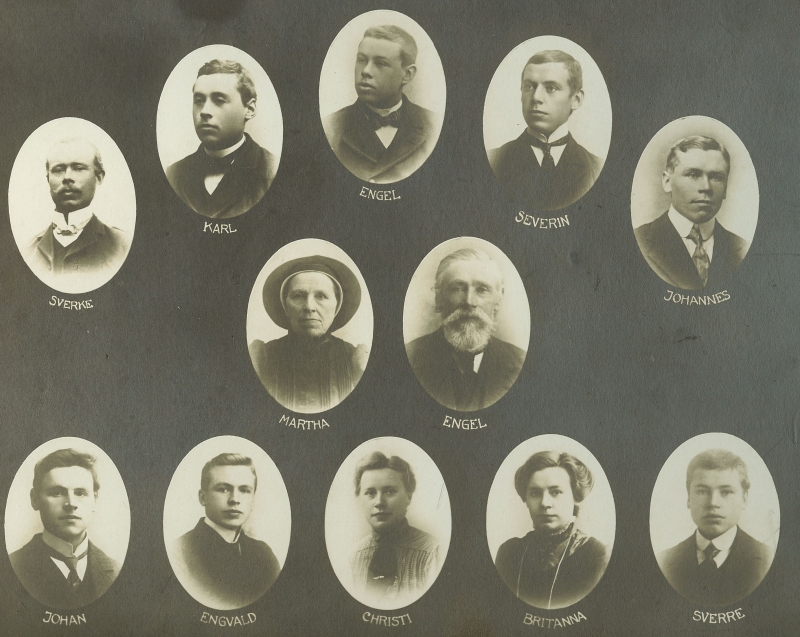 ENGEL
KARL
SEVERIN
SVERKE
JOHANNES
MARTHA
ENGEL
JOHAN
ENGVALD
CHRISTI
BRITANNA
SVERRE